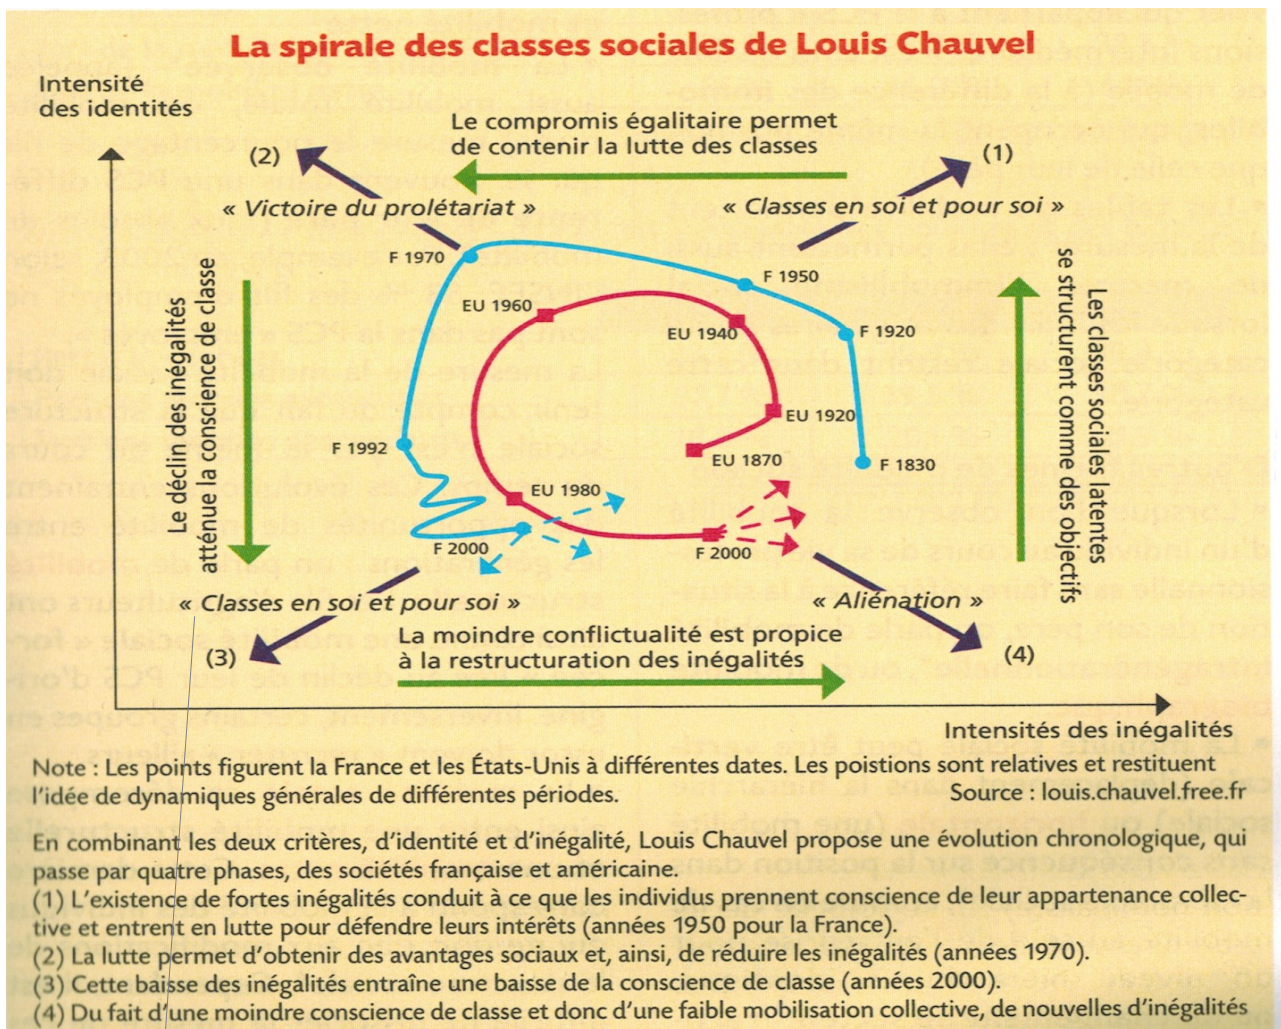 La spirale des classes sociales de Louis Chauvel
Intensité
des identités
Le compromis égalitaire permet
de contenir la lutte des classes
(2)
(1)
« Victoire du prolétariat »
« Classes en soi et pour soi »
F 1970
F 1950
EU 1960
EU 1940
F 1920
Le déclin des inégalités
atténue la conscience de classe
Les classes sociales latentes
se structurent comme des objectifs
EU 1920
F 1992
EU 1870
F 1830
EU 1980
F 2000
F 2000
« Classes en soi et pour soi »
« Aliénation »
La moindre conflictualité est propice
à la restructuration des inégalités
(3)
(4)
Intensités des inégalités
Note : Les points figurent la France et les États-Unis à différentes dates. Les poistions sont relatives et restituent
l'idée de dynamiques générales de différentes périodes.
Source : louis.chauvel.free.fr
En combinant les deux critères, d'identité et d'inégalité, Louis Chauvel propose une évolution chronologique, qui
passe par quatre phases, des sociétés française et américaine.
(1) L'existence de fortes inégalités conduit à ce que les individus prennent conscience de leur appartenance collec-
tive et entrent en lutte pour défendre leurs intérêts (années 1950 pour la France).
(2) La lutte permet d'obtenir des avantages sociaux et, ainsi, de réduire les inégalités (années 1970).
(3) Cette baisse des inégalités entraîne une baisse de la conscience de classe (années 2000).
(4) Du fait d'une moindre conscience de classe et donc d'une faible mobilisation collective, de nouvelles d'inégalités